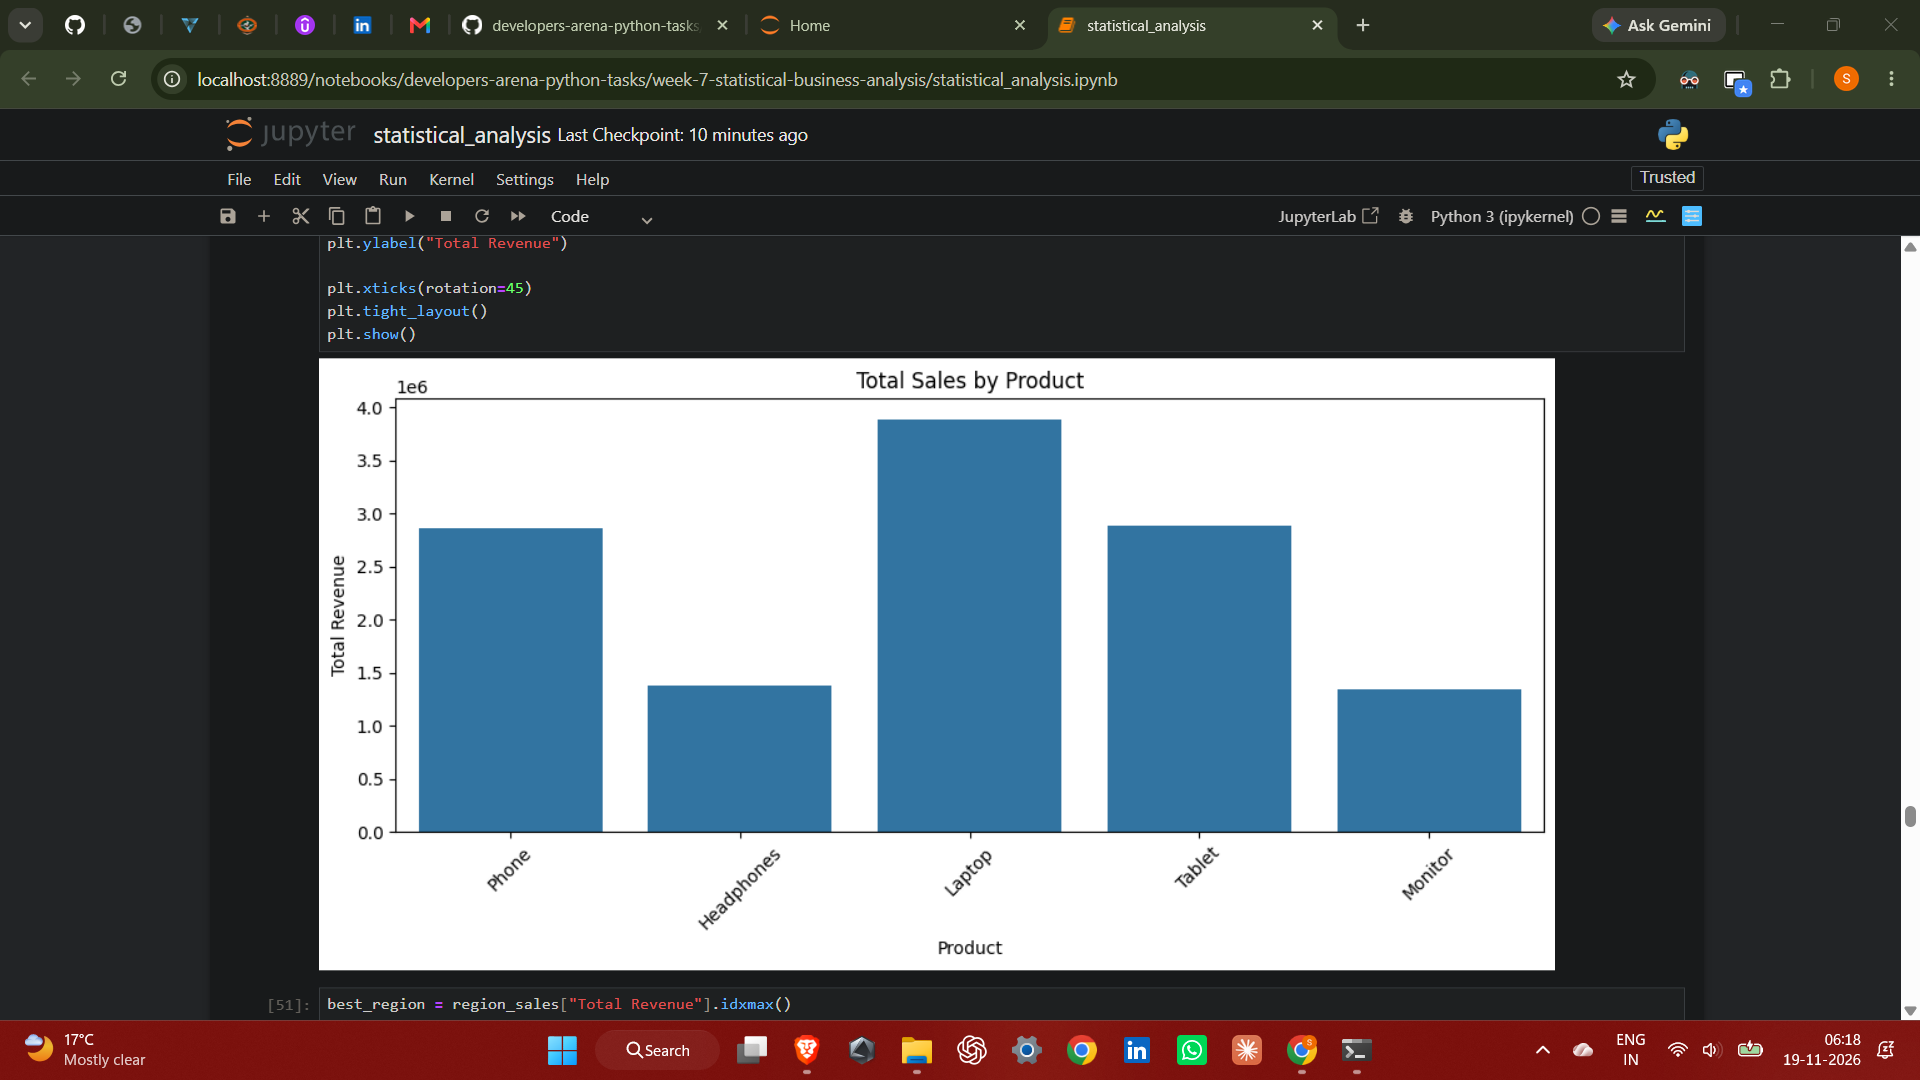 developers-arena-python-tasks
Home
statistical_analysis
Ask Gemini
localhost:8889/notebooks/developers-arena-python-tasks/week-7-statistical-business-analysis/statistical_analysis.ipynb
S
jupyter statistical_analysis Last Checkpoint: 10 minutes ago
File Edit View Run Kernel Settings Help
Trusted
Code
JupyterLab
Python 3 (ipykernel)
plt.ylabel("Total Revenue")
plt.xticks(rotation=45)
plt.tight_layout()
plt.show()
Total Sales by Product
1e6
4.0
3.5
3.0
2.5
2.0
1.5
1.0
0.5
0.0
Total Revenue
Phone
Headphones
Laptop
Tablet
Monitor
Product
[51]: best_region = region_sales["Total Revenue"].idxmax()
17°C
Mostly clear
Search
ENG
IN
06:18
19-11-2026